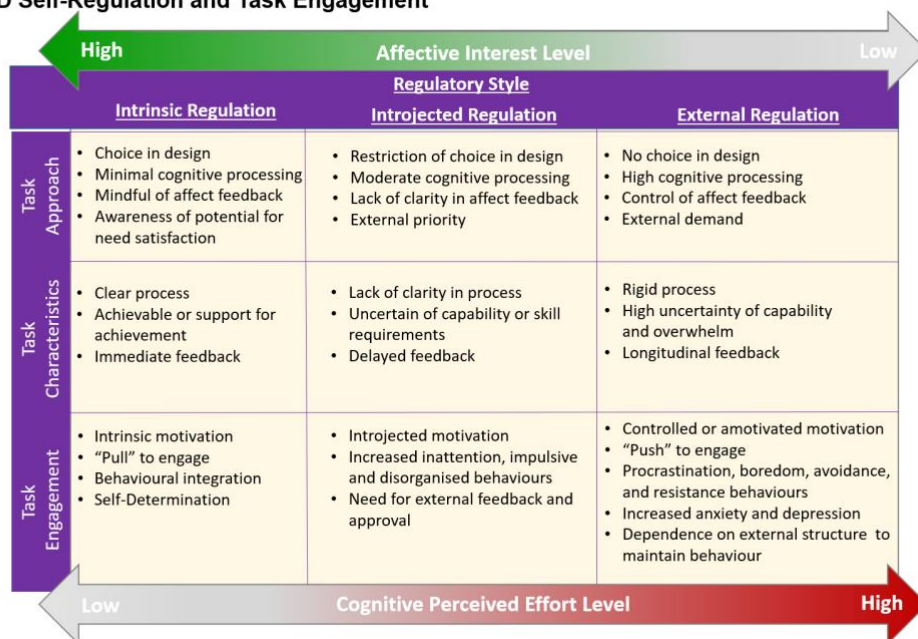 D Self-Regulation and Task Engagement
High
Affective Interest Level
Low
Regulatory Style
Intrinsic Regulation
Introjected Regulation
External Regulation
Task
Approach
• Choice in design
• Minimal cognitive processing
• Mindful of affect feedback
• Awareness of potential for
need satisfaction
• Restriction of choice in design
• Moderate cognitive processing
• Lack of clarity in affect feedback
• External priority
• No choice in design
• High cognitive processing
• Control of affect feedback
• External demand
Task
Characteristics
• Clear process
• Achievable or support for
achievement
• Immediate feedback
• Lack of clarity in process
• Uncertain of capability or skill
requirements
• Delayed feedback
• Rigid process
• High uncertainty of capability
and overwhelm
• Longitudinal feedback
Task
Engagement
• Intrinsic motivation
• “Pull” to engage
• Behavioural integration
• Self-Determination
• Introjected motivation
• Increased inattention, impulsive
and disorganised behaviours
• Need for external feedback and
approval
• Controlled or amotivated motivation
• “Push” to engage
• Procrastination, boredom, avoidance,
and resistance behaviours
• Increased anxiety and depression
• Dependence on external structure to
maintain behaviour
Low
Cognitive Perceived Effort Level
High